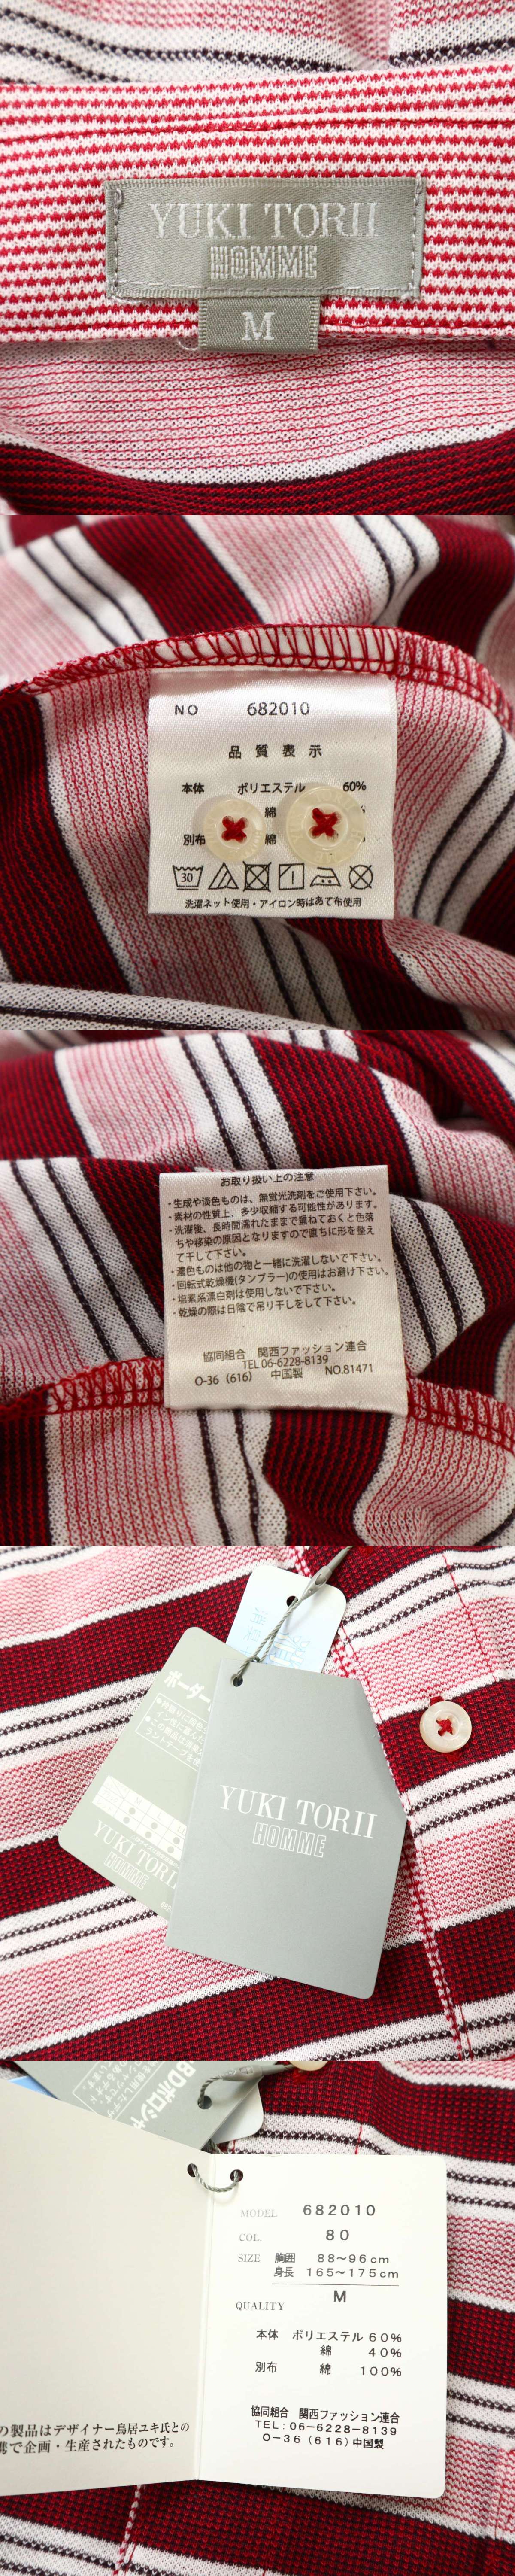 YUKI TORII
HOMME
M
NO 682010
品質表示
本体 ポリエステル 60%
綿
別布 綿
30
洗濯ネット使用・アイロン時はあて布使用
お取り扱い上の注意
・生成や淡色ものは、無蛍光洗剤をご使用下さい。
・素材の性質上、多少収縮する可能性があります。
・洗濯後、長時間濡れたままで重ねておくと色落
ちや移染の原因となりますので直ちに形を整え
て干して下さい。
・濃色ものは他の物と一緒に洗濯しないで下さい。
・回転式乾燥機(タンブラー)の使用はお避け下さい。
・塩素系漂白剤は使用しないで下さい。
・乾燥の際は日陰で吊り干しをして下さい。
協同組合 関西ファッション連合
TEL 06-6228-8139
O-36 (616) 中国製 NO.81471
ボーダー
YUKI TORII
HOMME
YUKI TORII
HOMME
BDポロシャ
MODEL 682010
COL. 80
SIZE 胸囲 88～96cm
身長 165～175cm
M
QUALITY
本体 ポリエステル 60%
綿 40%
別布 綿 100%
協同組合 関西ファッション連合
TEL:06-6228-8139
O-36(616)中国製
の製品はデザイナー鳥居ユキ氏との
携で企画・生産されたものです。